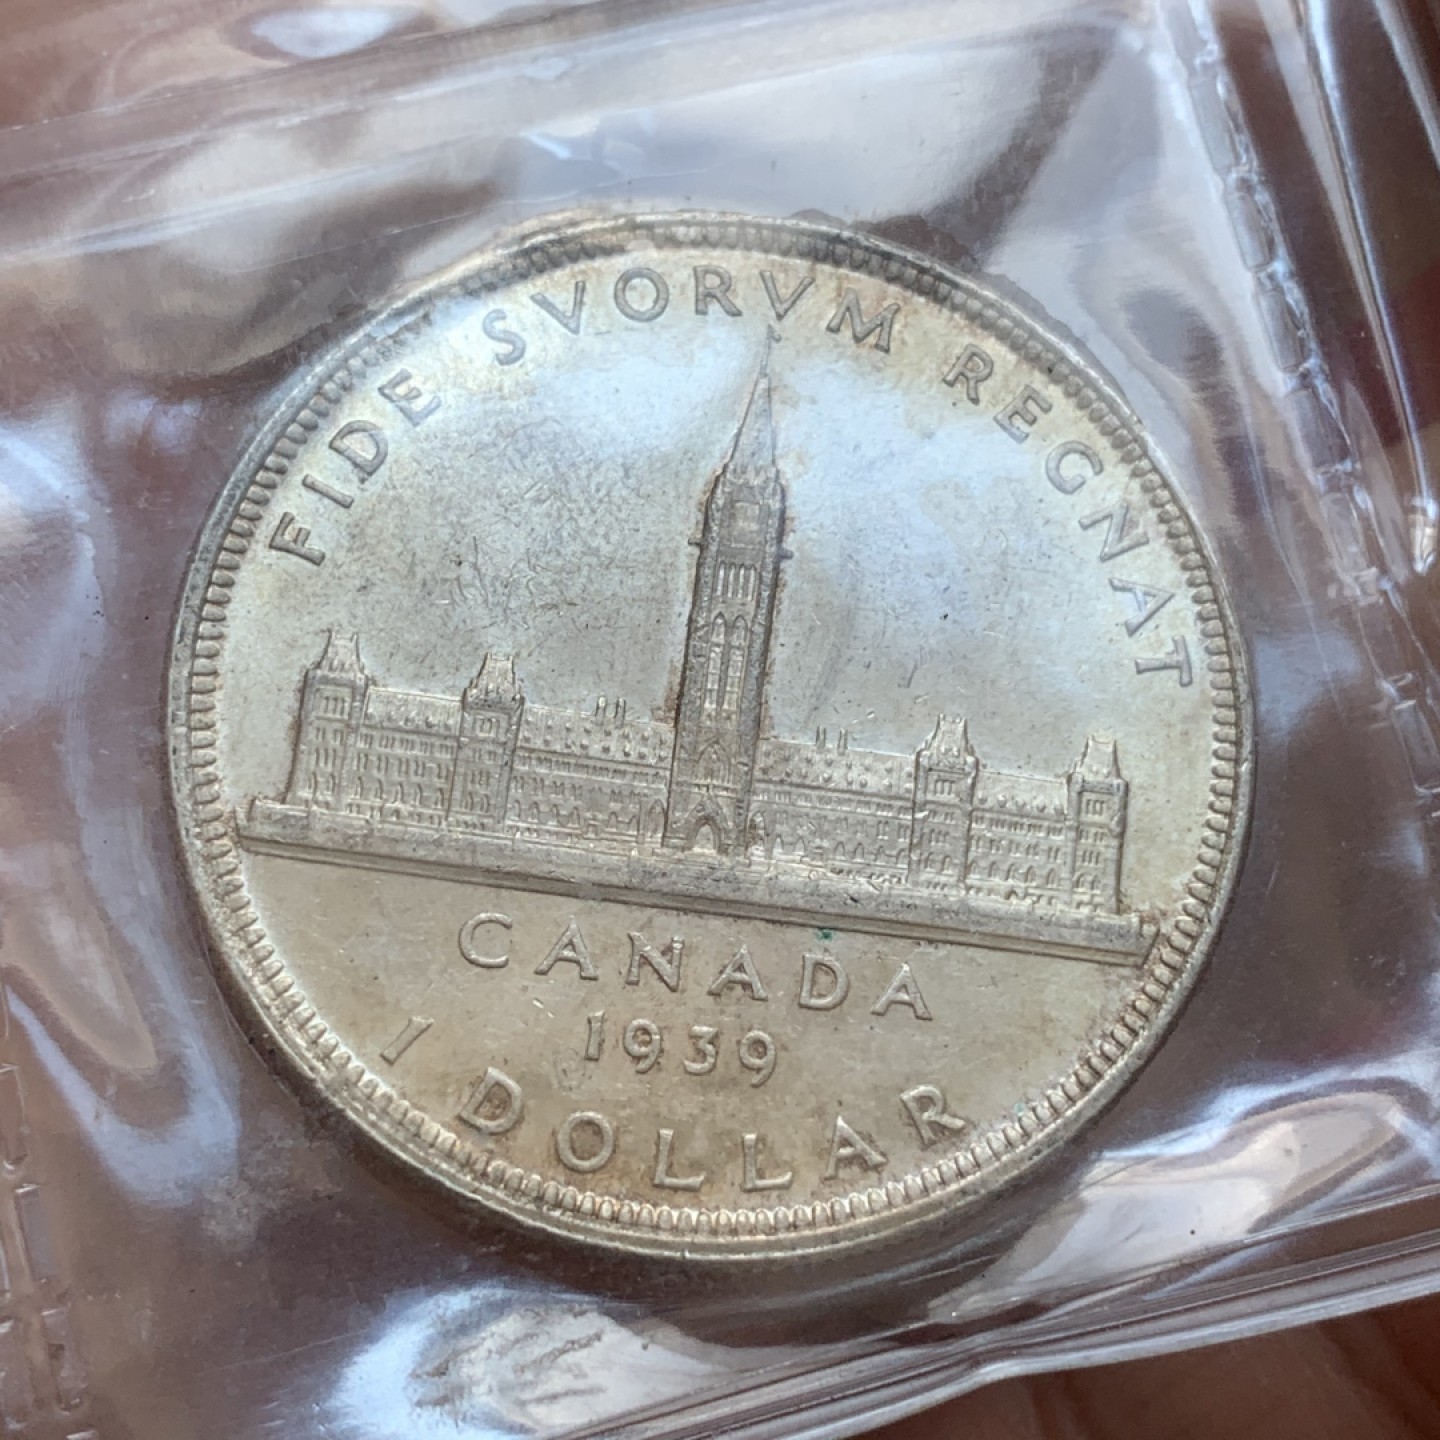 FIDE SVORVM REGNAT
CANADA
1939
1 DOLLAR